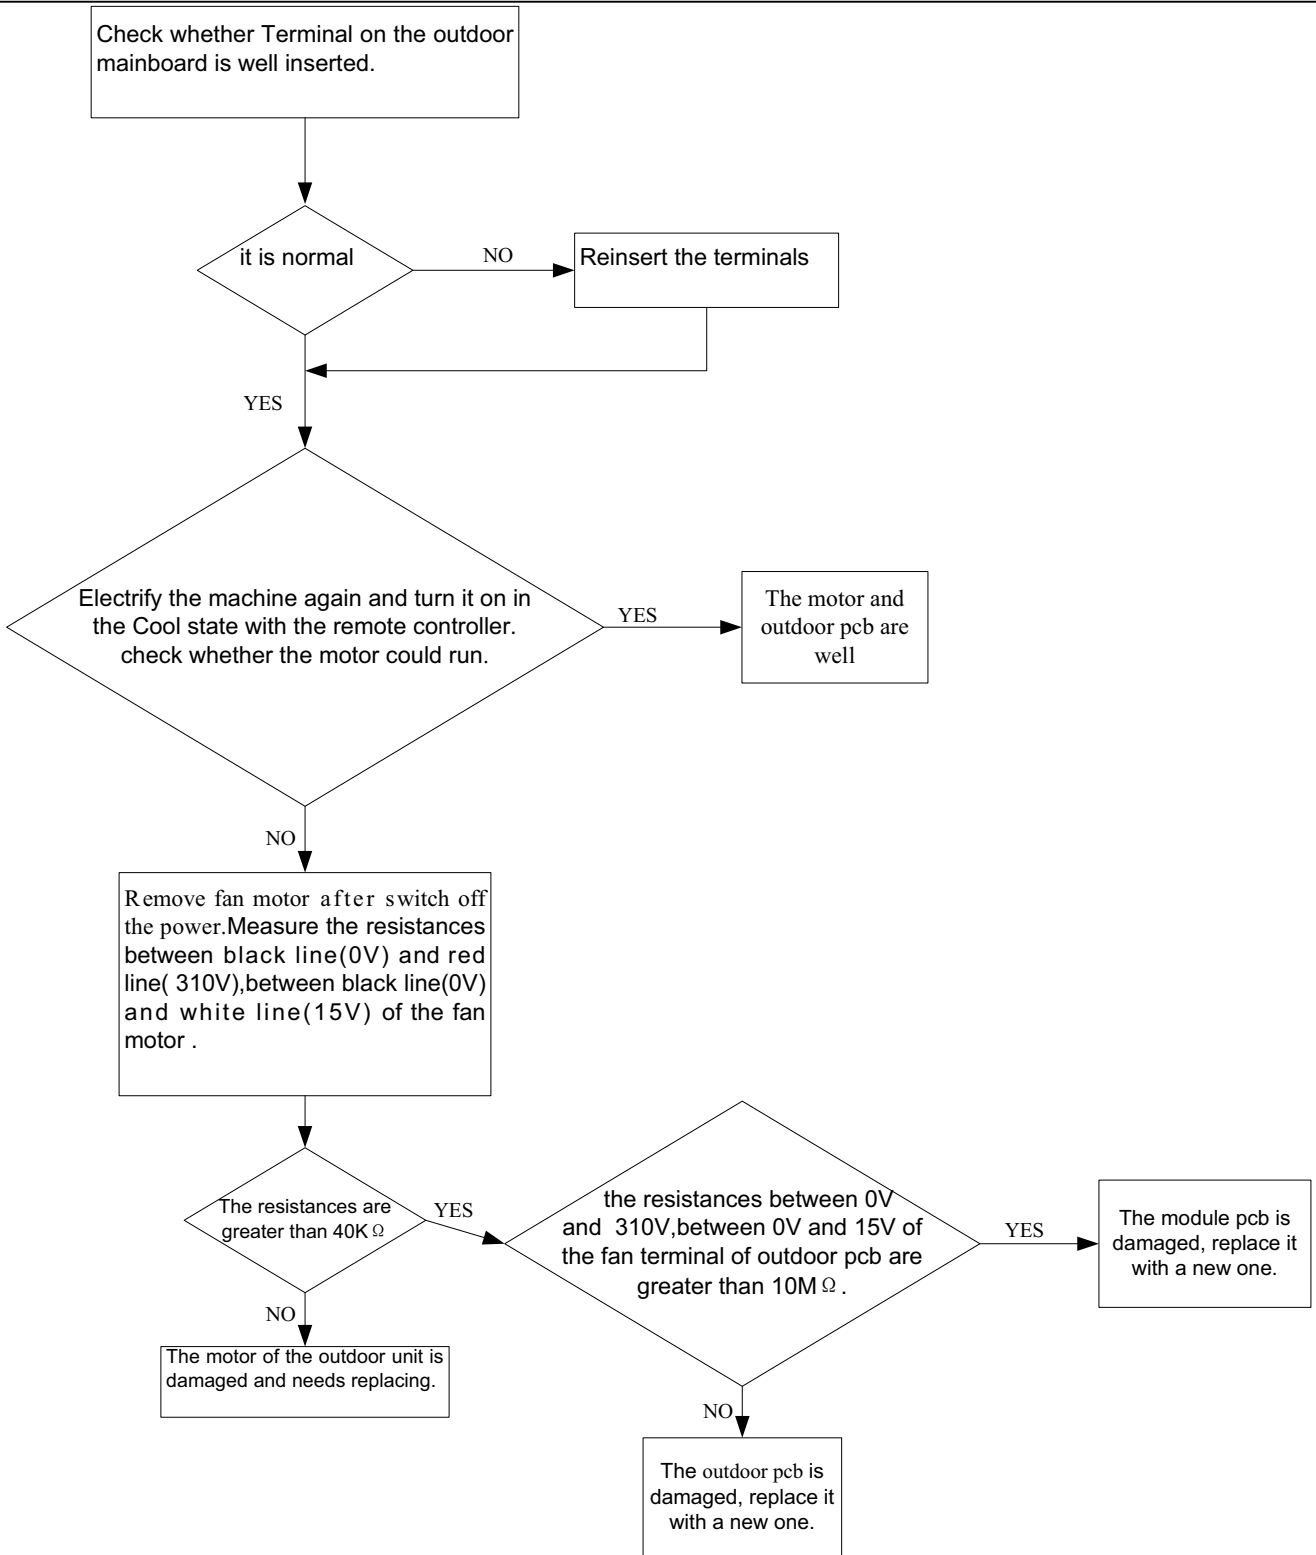 Check whether Terminal on the outdoor
mainboard is well inserted.
it is normal
NO
Reinsert the terminals
YES
Electrify the machine again and turn it on in
the Cool state with the remote controller.
check whether the motor could run.
YES
The motor and
outdoor pcb are
well
NO
Remove fan motor after switch off
the power.Measure the resistances
between black line(0V) and red
line( 310V),between black line(0V)
and white line(15V) of the fan
motor .
The resistances are
greater than 40K Ω
YES
the resistances between 0V
and 310V,between 0V and 15V of
the fan terminal of outdoor pcb are
greater than 10M Ω .
YES
The module pcb is
damaged, replace it
with a new one.
NO
The motor of the outdoor unit is
damaged and needs replacing.
NO
The outdoor pcb is
damaged, replace it
with a new one.